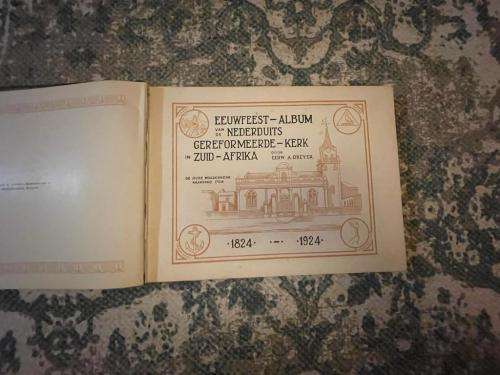 EEUWFEEST-ALBUM
VAN DE NEDERDUITS
GEREFORMEERDE-KERK
IN ZUID-AFRIKA DOOR
EERW A. DREYER
·1824· ·1924·